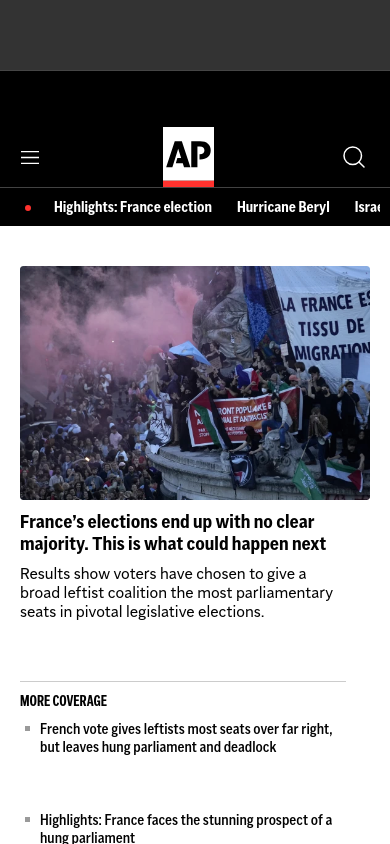 AP
Highlights: France election Hurricane Beryl
LA FRANCE ES
TISSU DE
MIGRATION
FRONT POPULAIRE
France's elections end up with no clear
majority. This is what could happen next
Results show voters have chosen to give a
broad leftist coalition the most parliamentary
seats in pivotal legislative elections.
MORE COVERAGE
French vote gives leftists most seats over far right,
but leaves hung parliament and deadlock
Highlights: France faces the stunning prospect of a
hung parliament